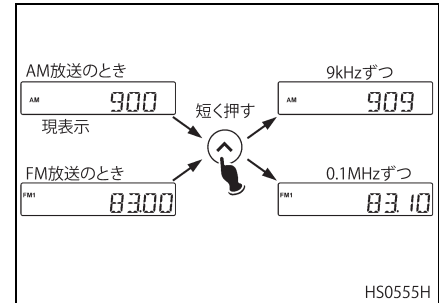 AM放送のとき
AM 900
現表示
FM放送のとき
FM1 83.00
短く押す
9kHzずつ
AM 909
0.1MHzずつ
FM1 83.10
HS0555H